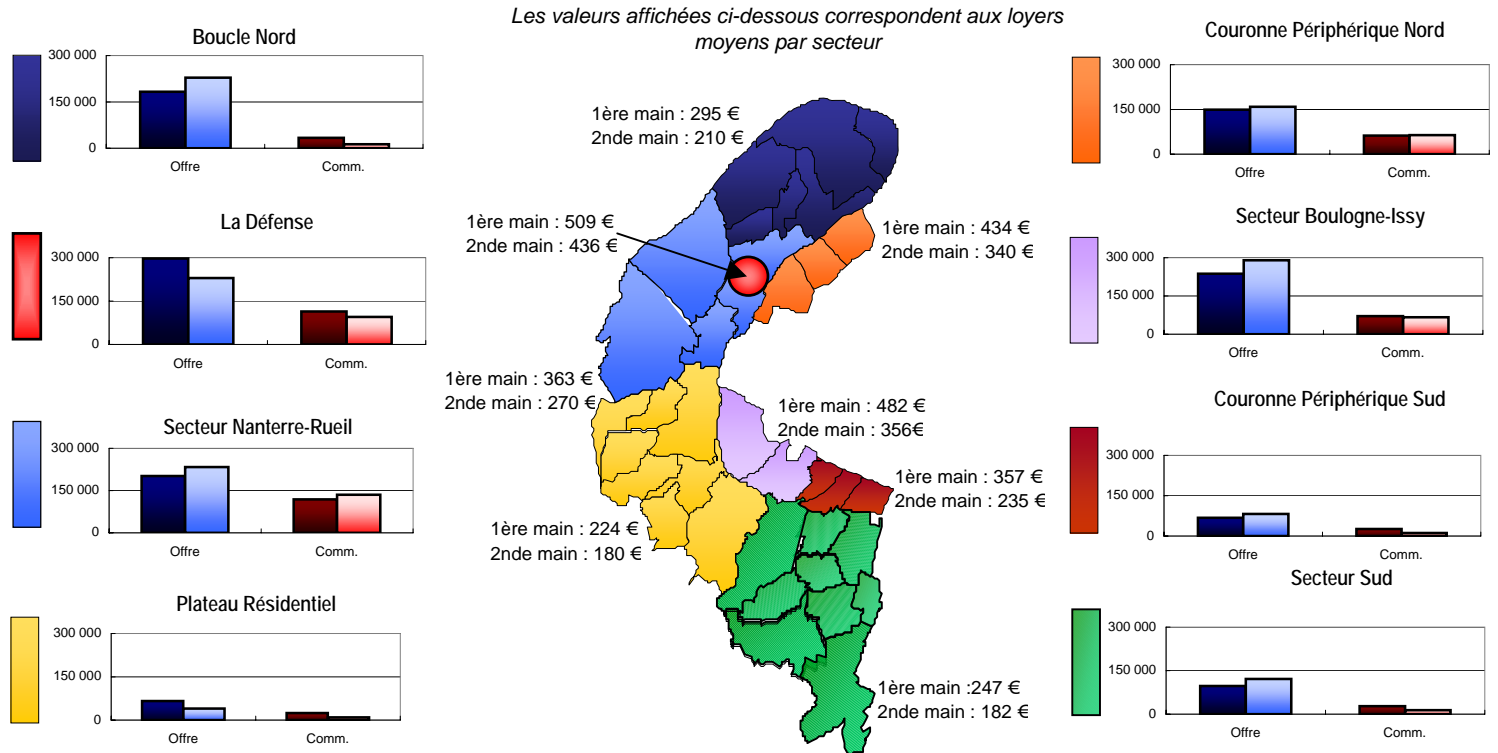 Les valeurs affichées ci-dessous correspondent aux loyers
moyens par secteur
Boucle Nord
300 000
150 000
0
Offre
Comm.
La Défense
300 000
150 000
0
Offre
Comm.
Secteur Nanterre-Rueil
300 000
150 000
0
Offre
Comm.
Plateau Résidentiel
300 000
150 000
0
Offre
Comm.
1ère main : 295 €
2nde main : 210 €
1ère main : 509 €
2nde main : 436 €
1ère main : 434 €
2nde main : 340 €
1ère main : 363 €
2nde main : 270 €
1ère main : 482 €
2nde main : 356€
1ère main : 357 €
2nde main : 235 €
1ère main : 224 €
2nde main : 180 €
1ère main :247 €
2nde main : 182 €
Couronne Périphérique Nord
300 000
150 000
0
Offre
Comm.
Secteur Boulogne-Issy
300 000
150 000
0
Offre
Comm.
Couronne Périphérique Sud
300 000
150 000
0
Offre
Comm.
Secteur Sud
300 000
150 000
0
Offre
Comm.